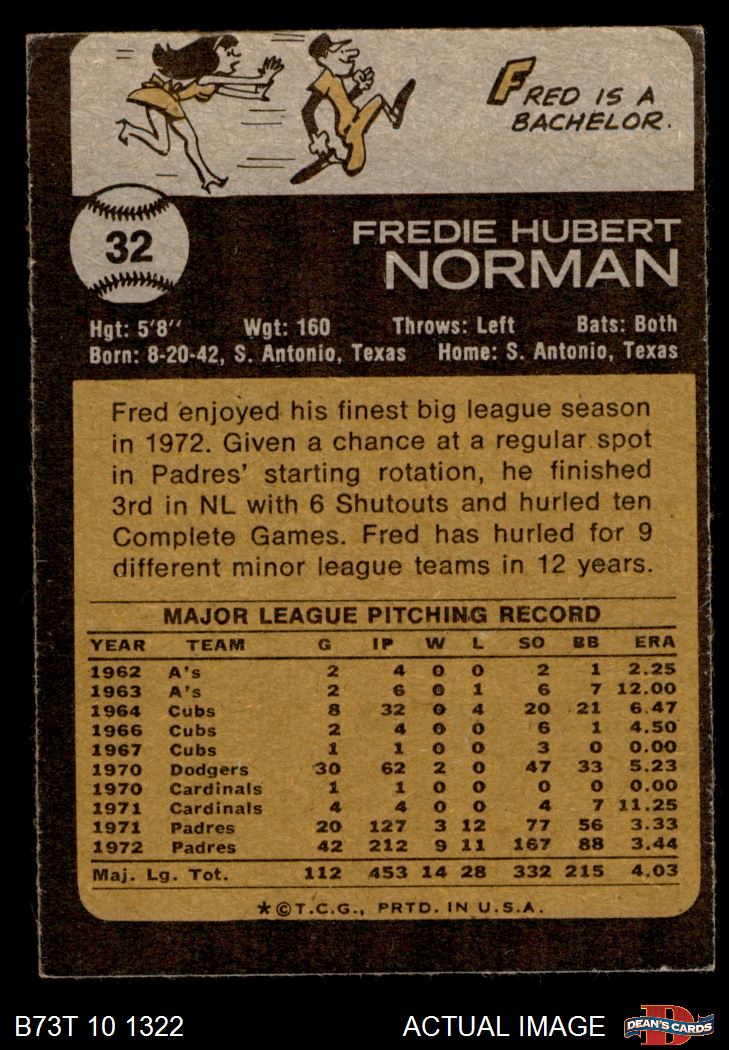 FRED IS A
BACHELOR.
32
FREDIE HUBERT
NORMAN
Hgt: 5'8" Wgt: 160 Throws: Left Bats: Both
Born: 8-20-42, S. Antonio, Texas Home: S. Antonio, Texas
Fred enjoyed his finest big league season
in 1972. Given a chance at a regular spot
in Padres' starting rotation, he finished
3rd in NL with 6 Shutouts and hurled ten
Complete Games. Fred has hurled for 9
different minor league teams in 12 years.
MAJOR LEAGUE PITCHING RECORD
YEAR TEAM G IP W L SO BB ERA
1962 A's 2 4 0 0 2 1 2.25
1963 A's 2 6 0 1 6 7 12.00
1964 Cubs 8 32 0 4 20 21 6.47
1966 Cubs 2 4 0 0 6 1 4.50
1967 Cubs 1 1 0 0 3 0 0.00
1970 Dodgers 30 62 2 0 47 33 5.23
1970 Cardinals 1 1 0 0 0 0 0.00
1971 Cardinals 4 4 0 0 4 7 11.25
1971 Padres 20 127 3 12 77 56 3.33
1972 Padres 42 212 9 11 167 88 3.44
Maj. Lg. Tot. 112 453 14 28 332 215 4.03
*©T.C.G., PRTD. IN U.S.A.
B73T 10 1322 ACTUAL IMAGE DEAN'S CARDS